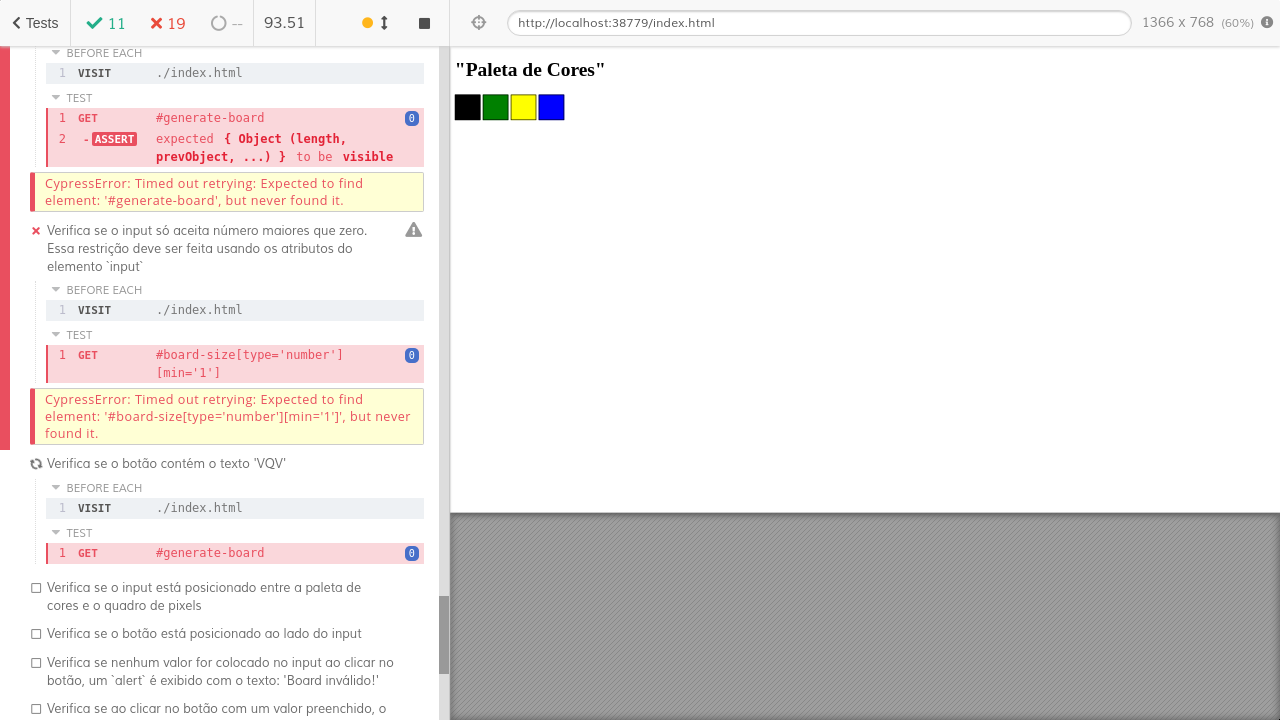 Tests
11
19
--
93.51
http://localhost:38779/index.html
1366 x 768 (60%)
BEFORE EACH
1 VISIT ./index.html
TEST
1 GET #generate-board 0
2 - ASSERT expected { Object (length,
prevObject, ...) } to be visible
CypressError: Timed out retrying: Expected to find
element: '#generate-board', but never found it.
Verifica se o input só aceita número maiores que zero.
Essa restrição deve ser feita usando os atributos do
elemento `input`
BEFORE EACH
1 VISIT ./index.html
TEST
1 GET #board-size[type='number'] 0
[min='1']
CypressError: Timed out retrying: Expected to find
element: '#board-size[type='number'][min='1']', but never
found it.
Verifica se o botão contém o texto 'VQV'
BEFORE EACH
1 VISIT ./index.html
TEST
1 GET #generate-board 0
Verifica se o input está posicionado entre a paleta de
cores e o quadro de pixels
Verifica se o botão está posicionado ao lado do input
Verifica se nenhum valor for colocado no input ao clicar no
botão, um `alert` é exibido com o texto: 'Board inválido!'
Verifica se ao clicar no botão com um valor preenchido, o
"Paleta de Cores"